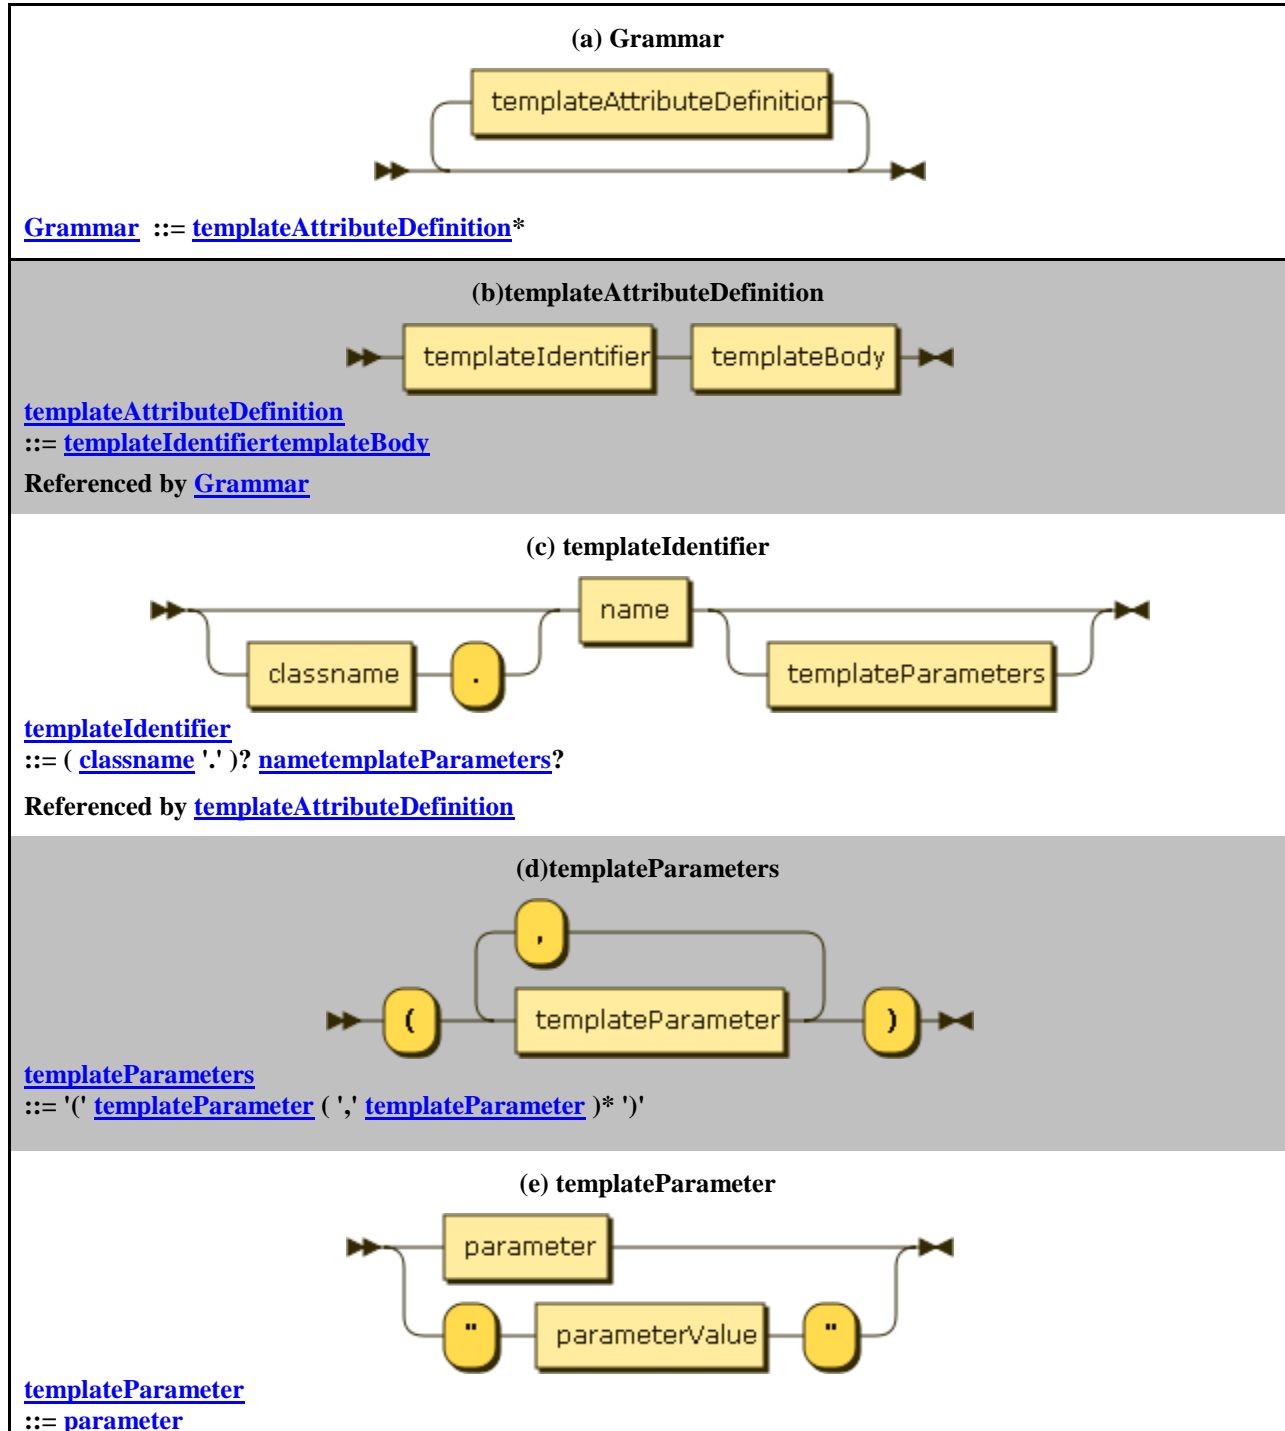 (a) Grammar
templateAttributeDefinition
Grammar ::= templateAttributeDefinition*
(b)templateAttributeDefinition
templateIdentifier templateBody
templateAttributeDefinition
::= templateIdentifiertemplateBody
Referenced by Grammar
(c) templateIdentifier
name
classname . templateParameters
templateIdentifier
::= ( classname '.' )? nametemplateParameters?
Referenced by templateAttributeDefinition
(d)templateParameters
,
( templateParameter )
templateParameters
::= '(' templateParameter ( ',' templateParameter )* ')'
(e) templateParameter
parameter
" parameterValue "
templateParameter
::= parameter